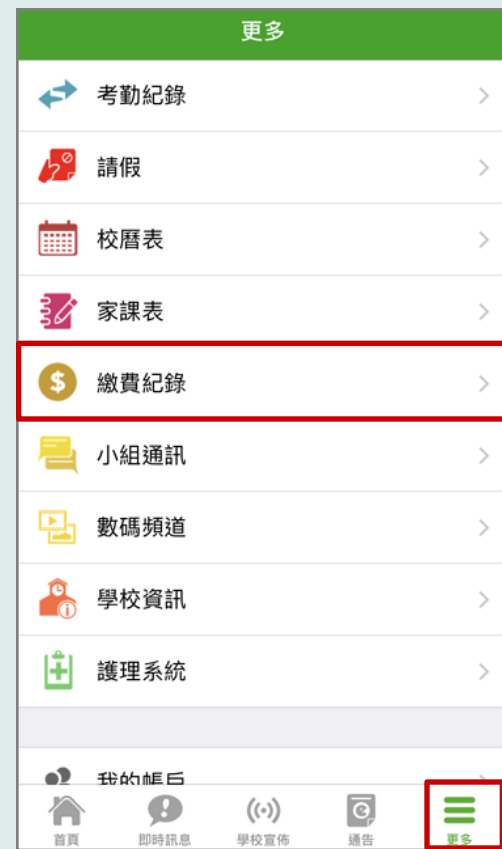 更多
考勤紀錄
請假
校曆表
家課表
繳費紀錄
小組通訊
數碼頻道
學校資訊
護理系統
我的帳戶
首頁 即時訊息 學校宣佈 通告 更多